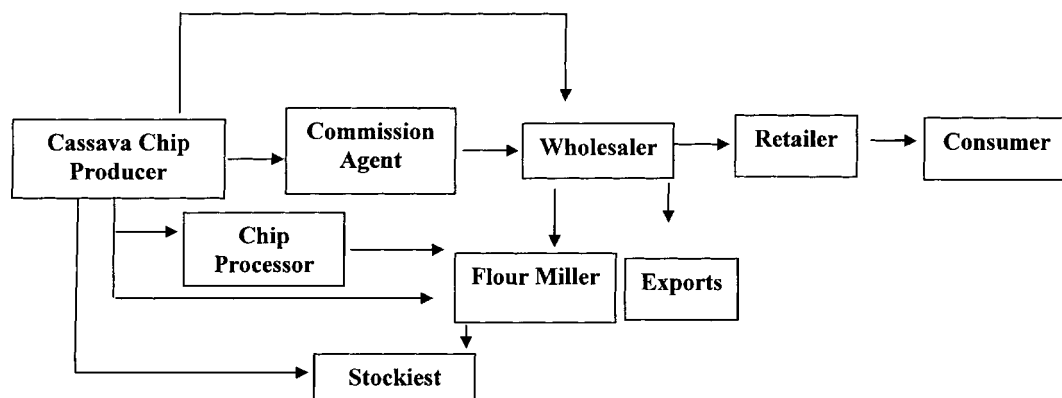 Cassava Chip
Producer
Commission
Agent
Wholesaler
Retailer
Consumer
Chip
Processor
Flour Miller
Exports
Stockiest